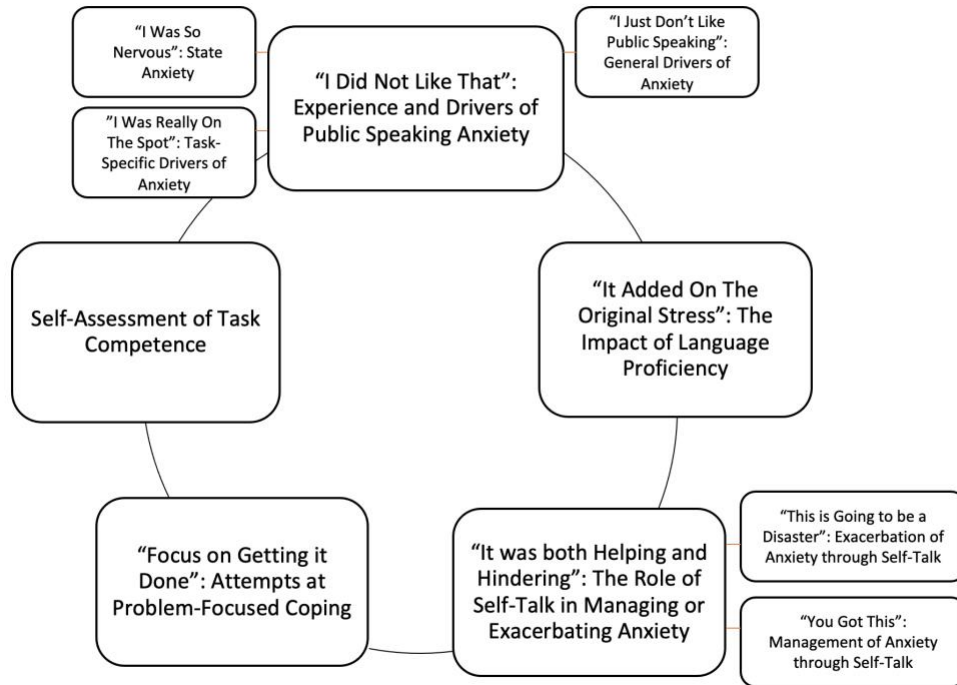 “I Was So
Nervous”: State
Anxiety
“I Did Not Like That”:
Experience and Drivers of
Public Speaking Anxiety
“I Just Don’t Like
Public Speaking”:
General Drivers of
Anxiety
”I Was Really On
The Spot”: Task-
Specific Drivers of
Anxiety
Self-Assessment of Task
Competence
“It Added On The
Original Stress”: The
Impact of Language
Proficiency
“Focus on Getting it
Done”: Attempts at
Problem-Focused Coping
“It was both Helping and
Hindering”: The Role of
Self-Talk in Managing or
Exacerbating Anxiety
“This is Going to be a
Disaster”: Exacerbation of
Anxiety through Self-Talk
“You Got This”:
Management of Anxiety
through Self-Talk